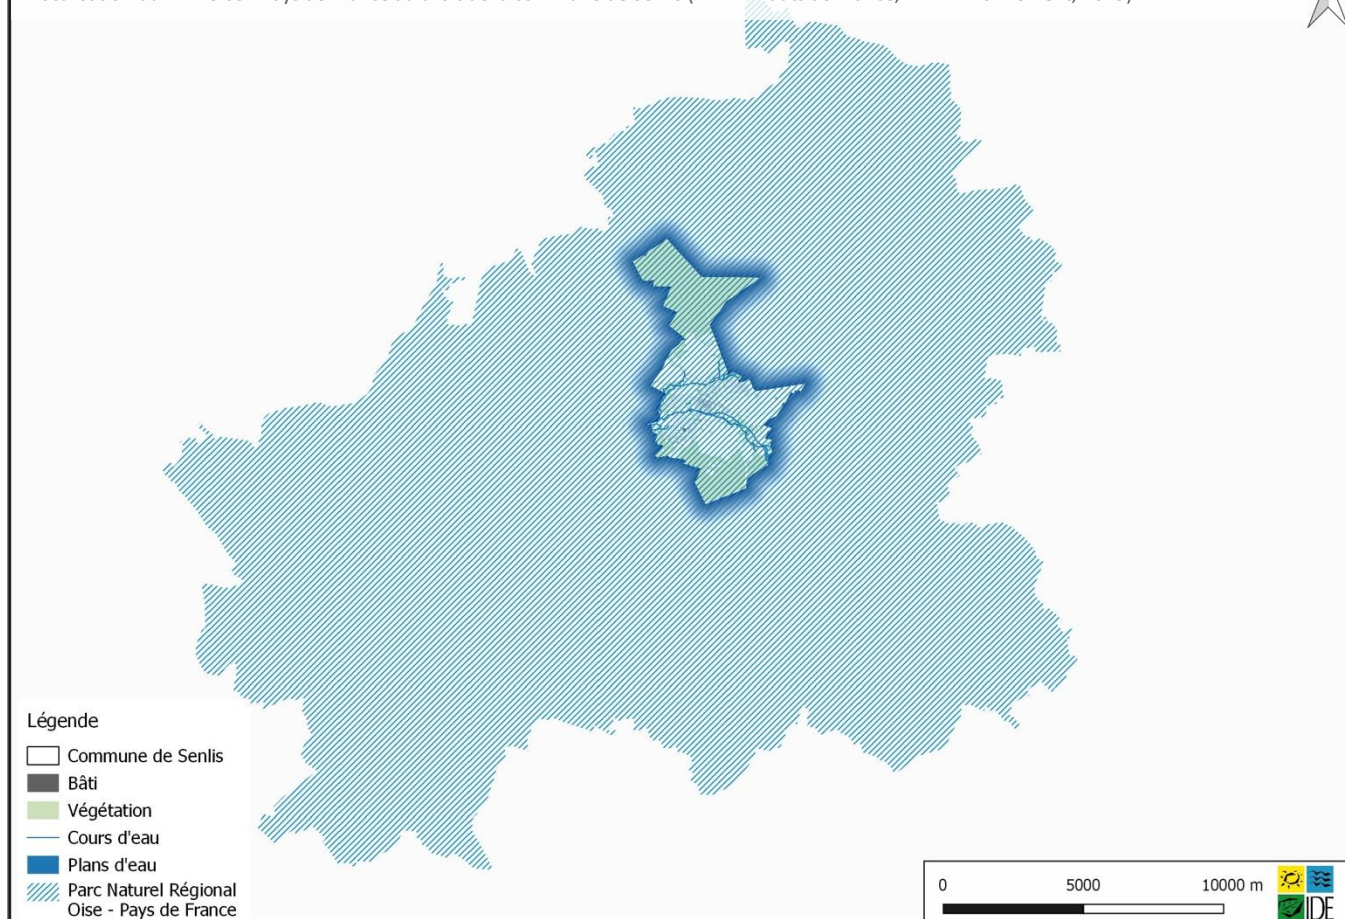 Légende
Commune de Senlis
Bâti
Végétation
Cours d'eau
Plans d'eau
Parc Naturel Régional
Oise - Pays de France
0 5000 10000 m
IDE